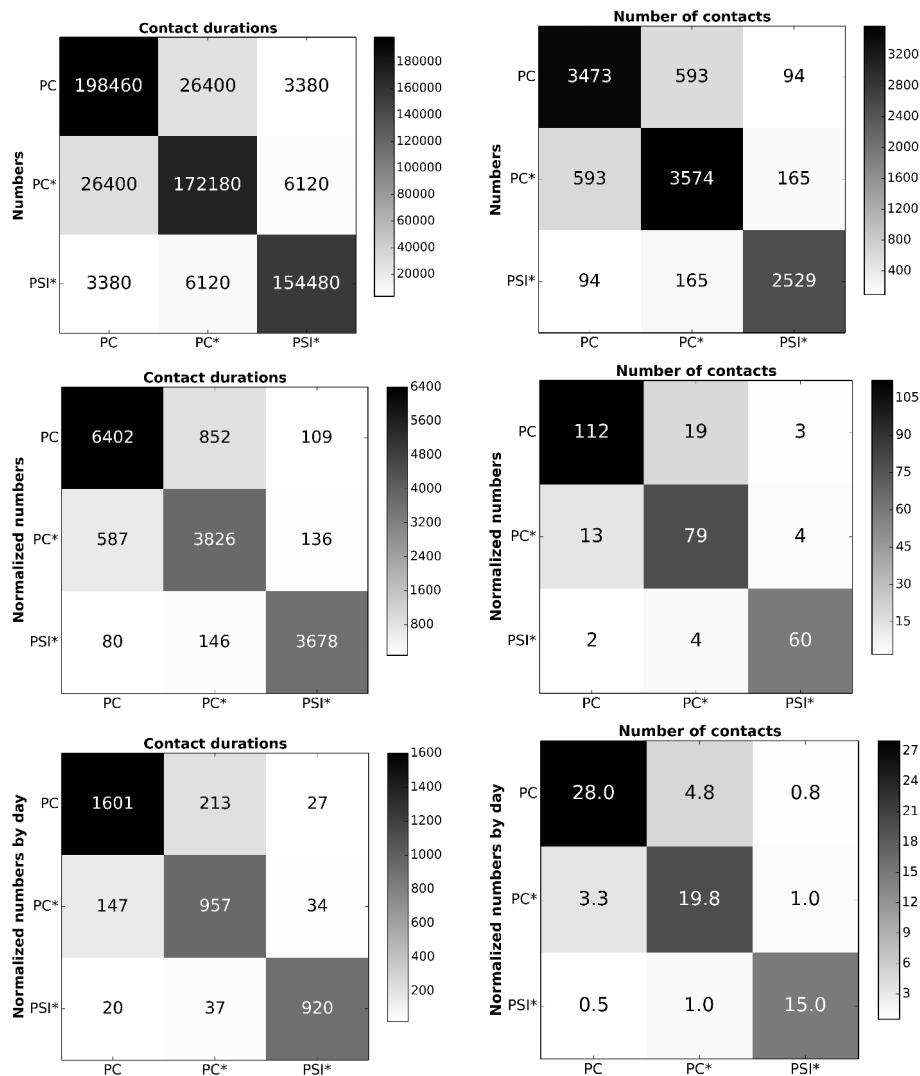 Contact durations
Numbers
PC 198460 26400 3380
PC* 26400 172180 6120
PSI* 3380 6120 154480
PC PC* PSI*
180000
160000
140000
120000
100000
80000
60000
40000
20000
Number of contacts
PC 3473 593 94
PC* 593 3574 165
PSI* 94 165 2529
PC PC* PSI*
3200
2800
2400
2000
1600
1200
800
400
Contact durations
Normalized numbers
PC 6402 852 109
PC* 587 3826 136
PSI* 80 146 3678
PC PC* PSI*
6400
5600
4800
4000
3200
2400
1600
800
Number of contacts
Normalized numbers
PC 112 19 3
PC* 13 79 4
PSI* 2 4 60
PC PC* PSI*
105
90
75
60
45
30
15
Contact durations
Normalized numbers by day
PC 1601 213 27
PC* 147 957 34
PSI* 20 37 920
PC PC* PSI*
1600
1400
1200
1000
800
600
400
200
Number of contacts
Normalized numbers by day
PC 28.0 4.8 0.8
PC* 3.3 19.8 1.0
PSI* 0.5 1.0 15.0
PC PC* PSI*
27
24
21
18
15
12
9
6
3